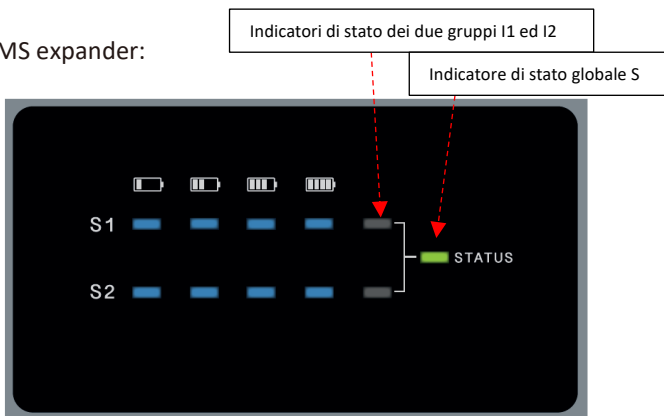 Indicatori di stato dei due gruppi I1 ed I2
MS expander:
Indicatore di stato globale S
S1
STATUS
S2